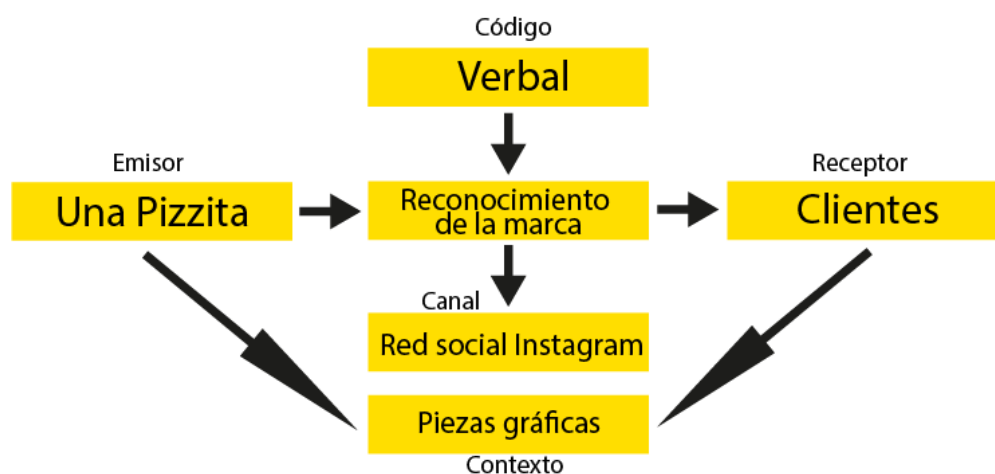 Código
Verbal
Emisor
Una Pizzita
Reconocimiento
de la marca
Receptor
Clientes
Canal
Red social Instagram
Piezas gráficas
Contexto